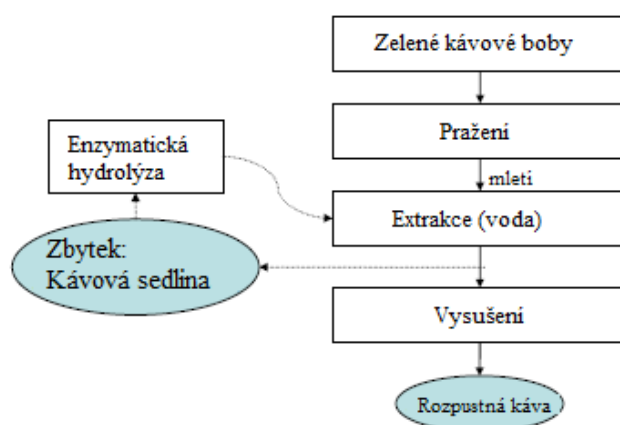 Zelené kávové boby
Pražení
mletí
Enzymatická
hydrolýza
Extrakce (voda)
Zbytek:
Kávová sedlina
Vysušení
Rozpustná káva